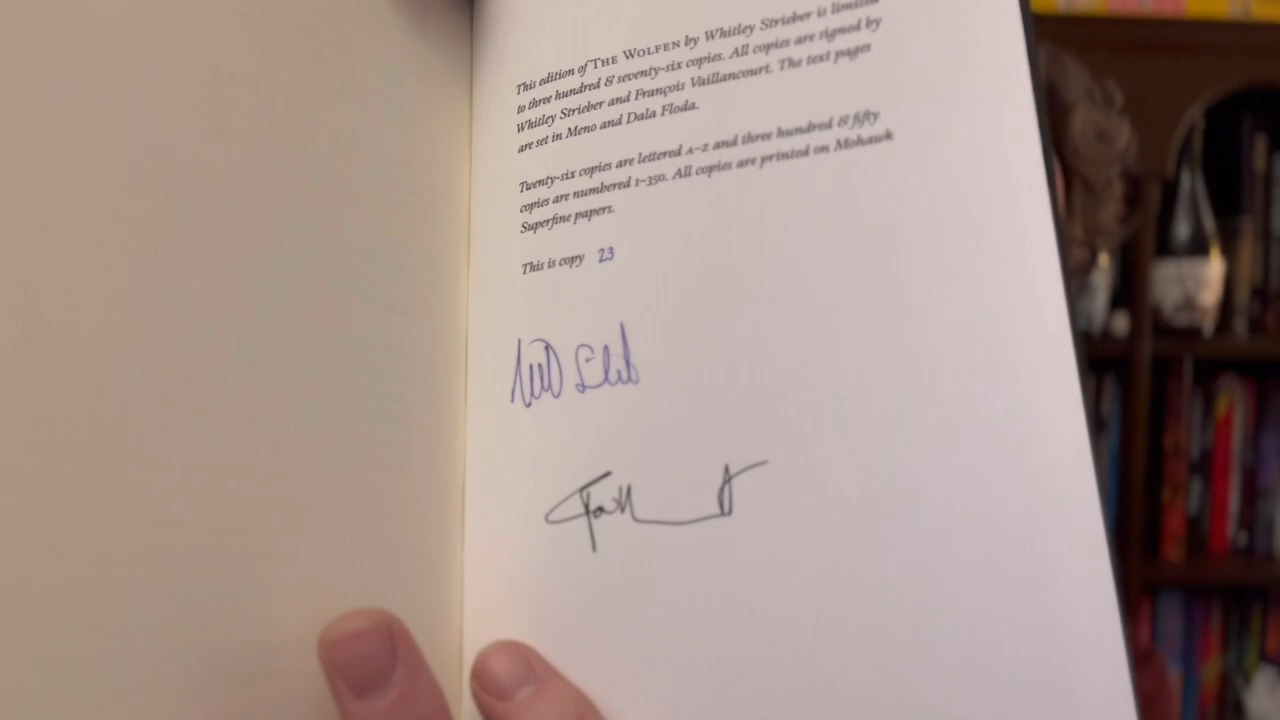 This edition of THE WOLFEN by Whitley Strieber is limited
to three hundred & seventy-six copies. All copies are signed by
Whitley Strieber and François Vaillancourt. The text pages
are set in Meno and Dala Floda.
Twenty-six copies are lettered A–Z and three hundred & fifty
copies are numbered 1–350. All copies are printed on Mohawk
Superfine papers.
This is copy 23